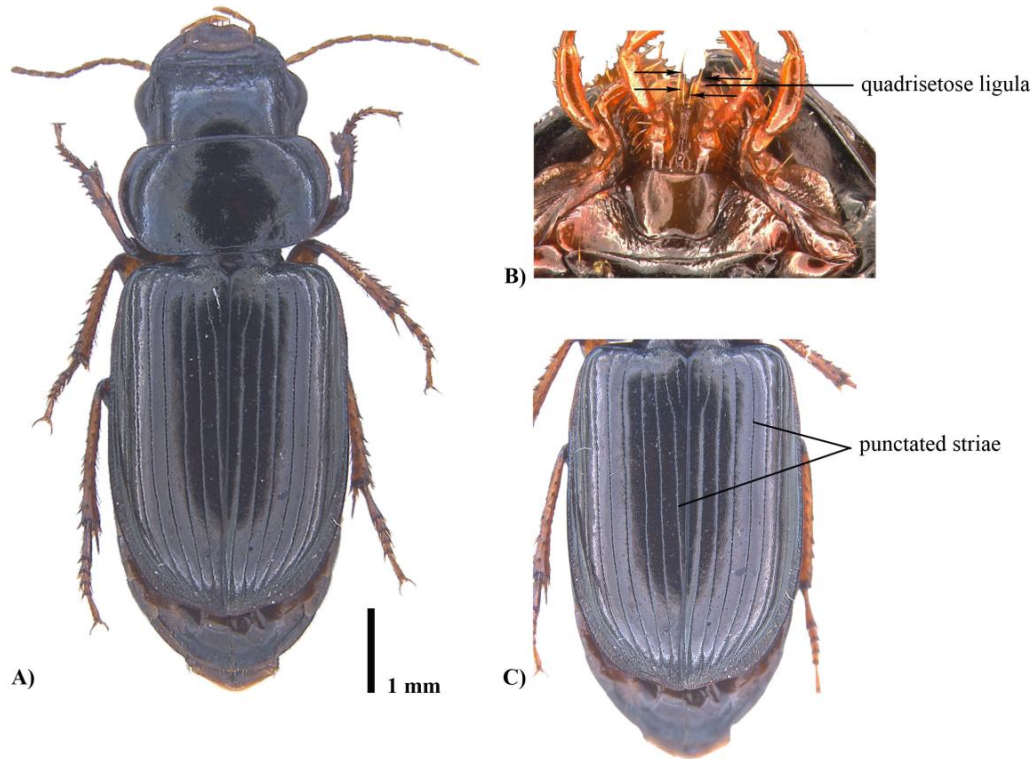 quadrisetose ligula
B)
punctated striae
A)
1 mm
C)